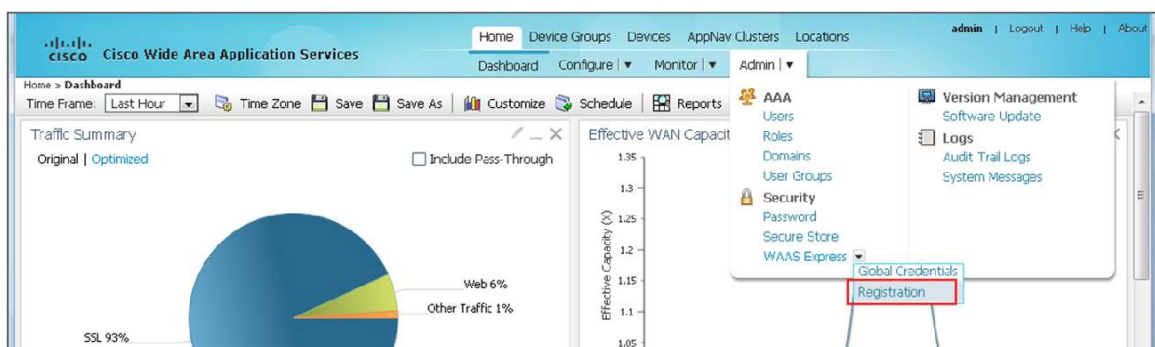 Home Device Groups Devices AppNav Clusters Locations
admin | Logout | Help | About
CISCO Cisco Wide Area Application Services
Dashboard Configure | Monitor | Admin |
Home > Dashboard
Time Frame: Last Hour Time Zone Save Save As | Customize Schedule | Reports
Traffic Summary
Original | Optimized
Include Pass-Through
Web 6%
Other Traffic 1%
SSL 93%
Effective WAN Capacit
Effective Capacity (X)
1.35
1.3
1.25
1.2
1.15
1.1
1.05
AAA
Users
Roles
Domains
User Groups
Security
Password
Secure Store
WAAS Express
Global Credentials
Registration
Version Management
Software Update
Logs
Audit Trail Logs
System Messages